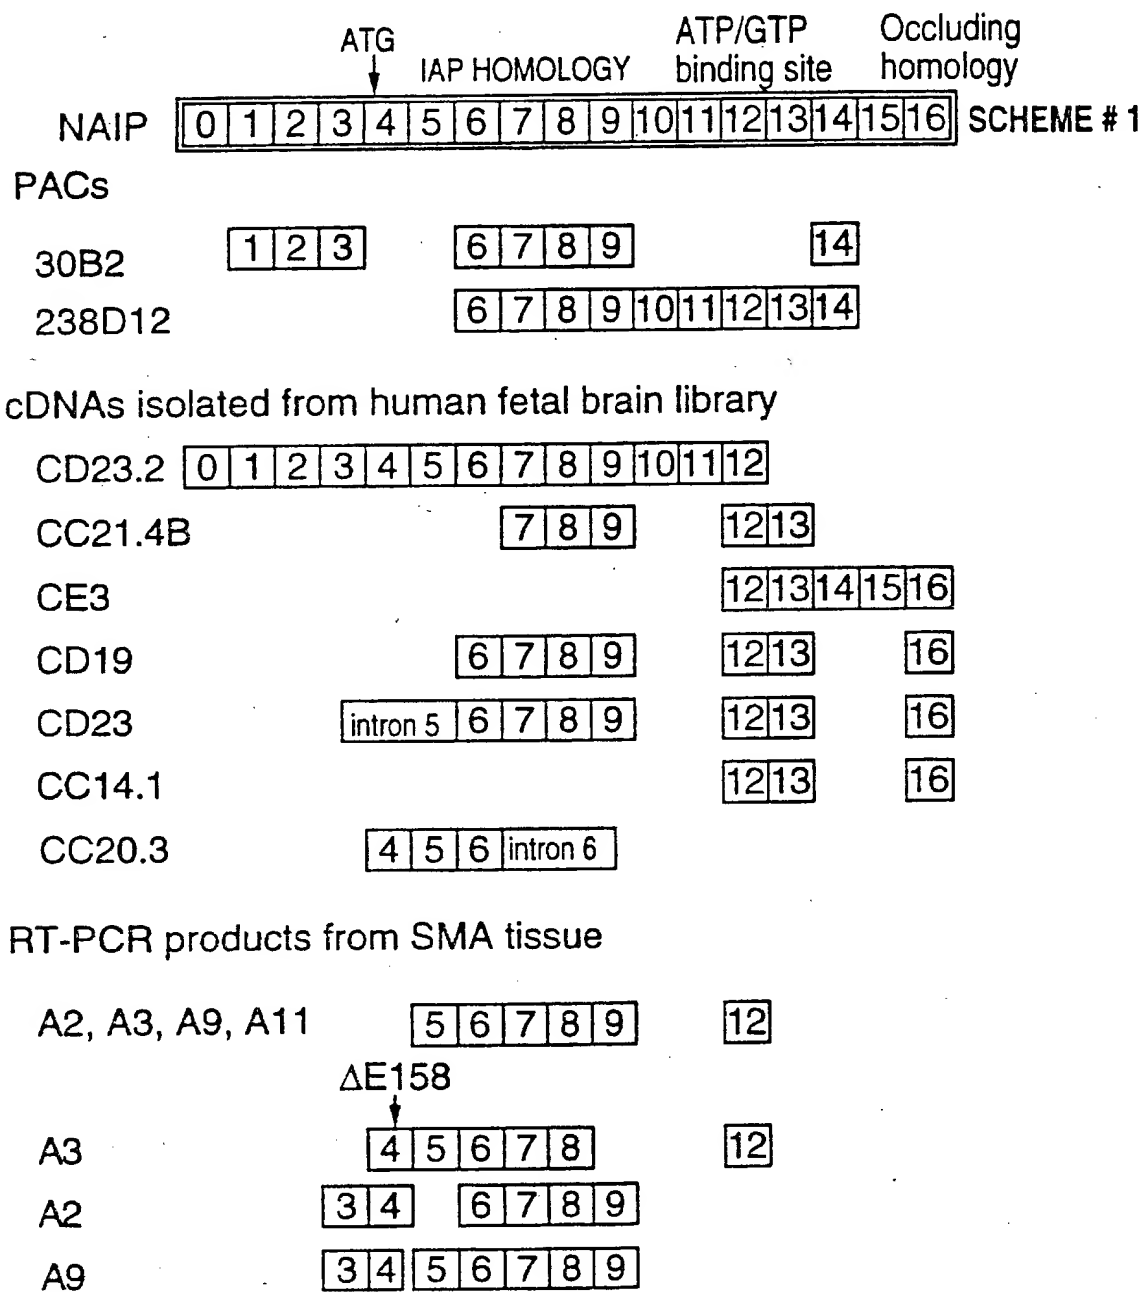 ATG
IAP HOMOLOGY
ATP/GTP
binding site
Occluding
homology
NAIP 0 1 2 3 4 5 6 7 8 9 10 11 12 13 14 15 16 SCHEME # 1
PACs
30B2 1 2 3 6 7 8 9 14
238D12 6 7 8 9 10 11 12 13 14
cDNAs isolated from human fetal brain library
CD23.2 0 1 2 3 4 5 6 7 8 9 10 11 12
CC21.4B 7 8 9 12 13
CE3 12 13 14 15 16
CD19 6 7 8 9 12 13 16
CD23 intron 5 6 7 8 9 12 13 16
CC14.1 12 13 16
CC20.3 4 5 6 intron 6
RT-PCR products from SMA tissue
A2, A3, A9, A11 5 6 7 8 9 12
ΔE158
A3 4 5 6 7 8 12
A2 3 4 6 7 8 9
A9 3 4 5 6 7 8 9